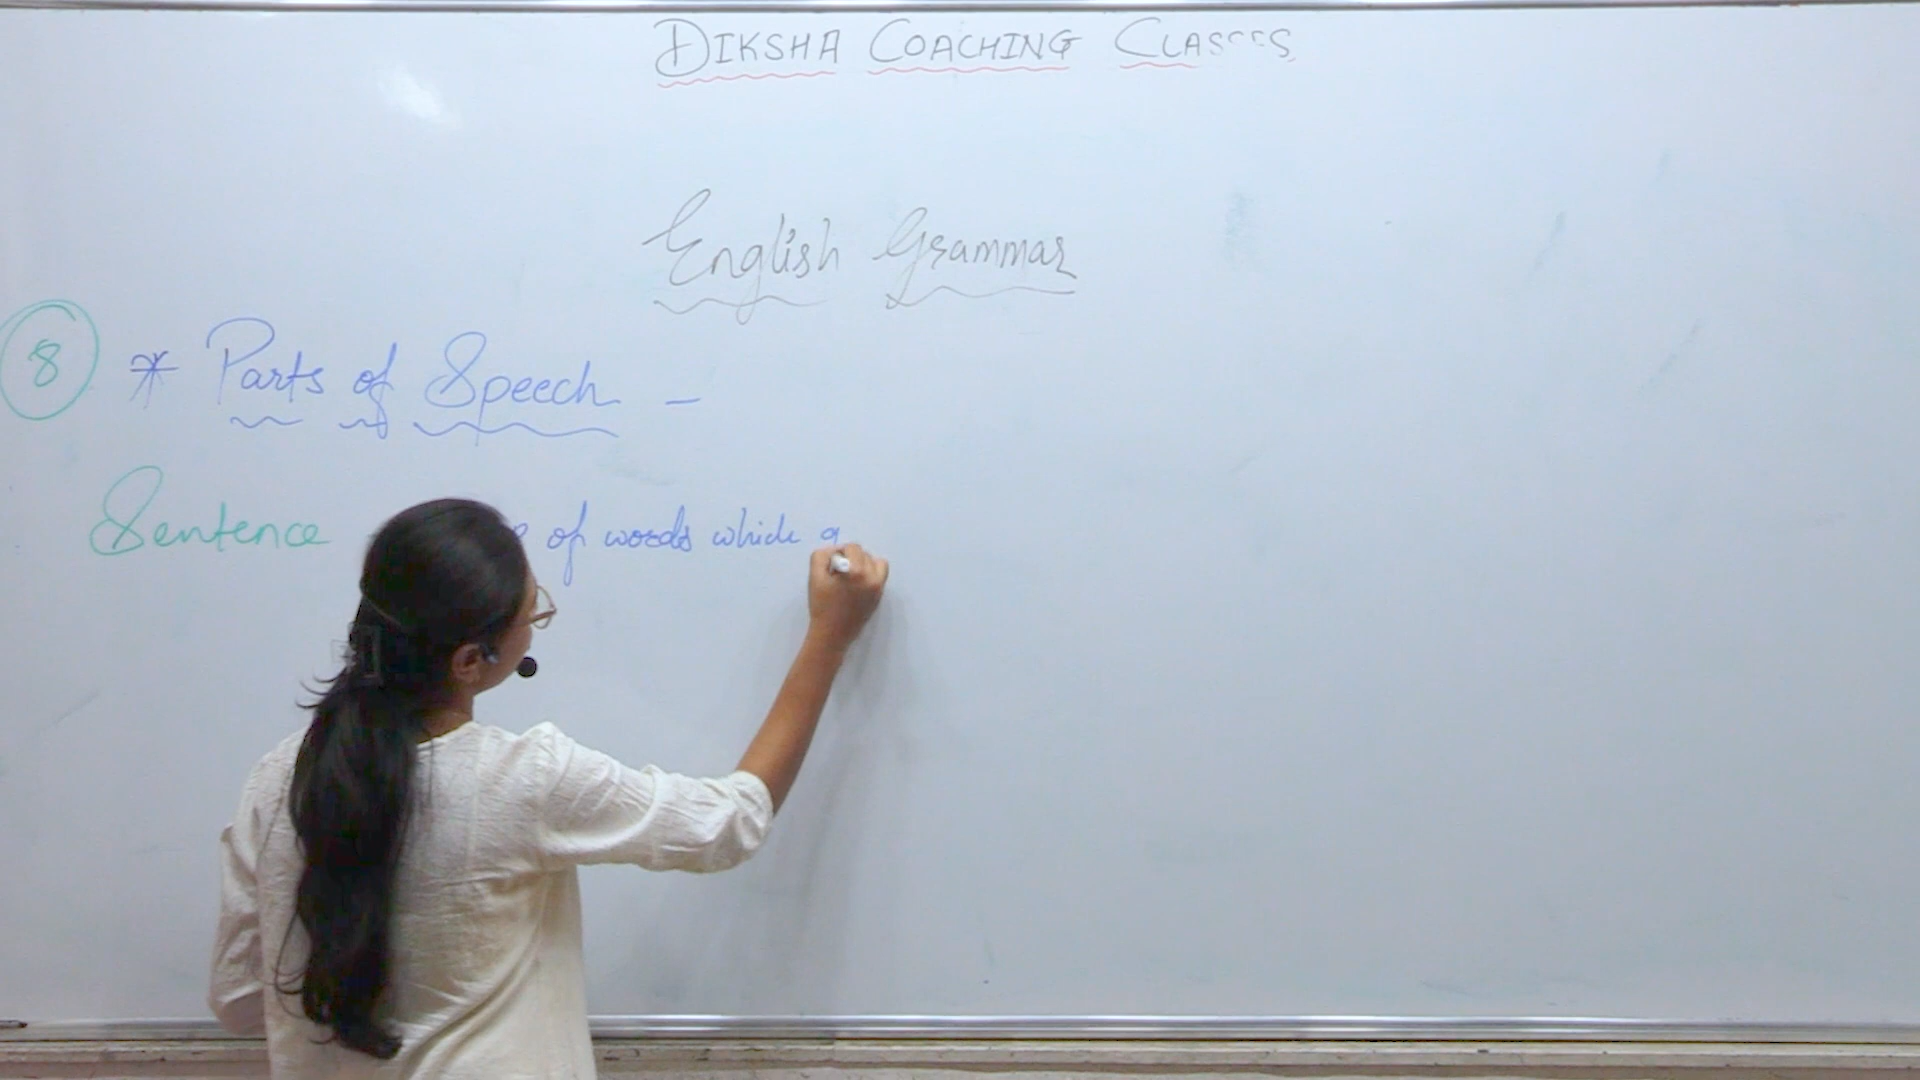 DIKSHA COACHING CLASSES
English Grammar
8 * Parts of Speech -
Sentence of words which